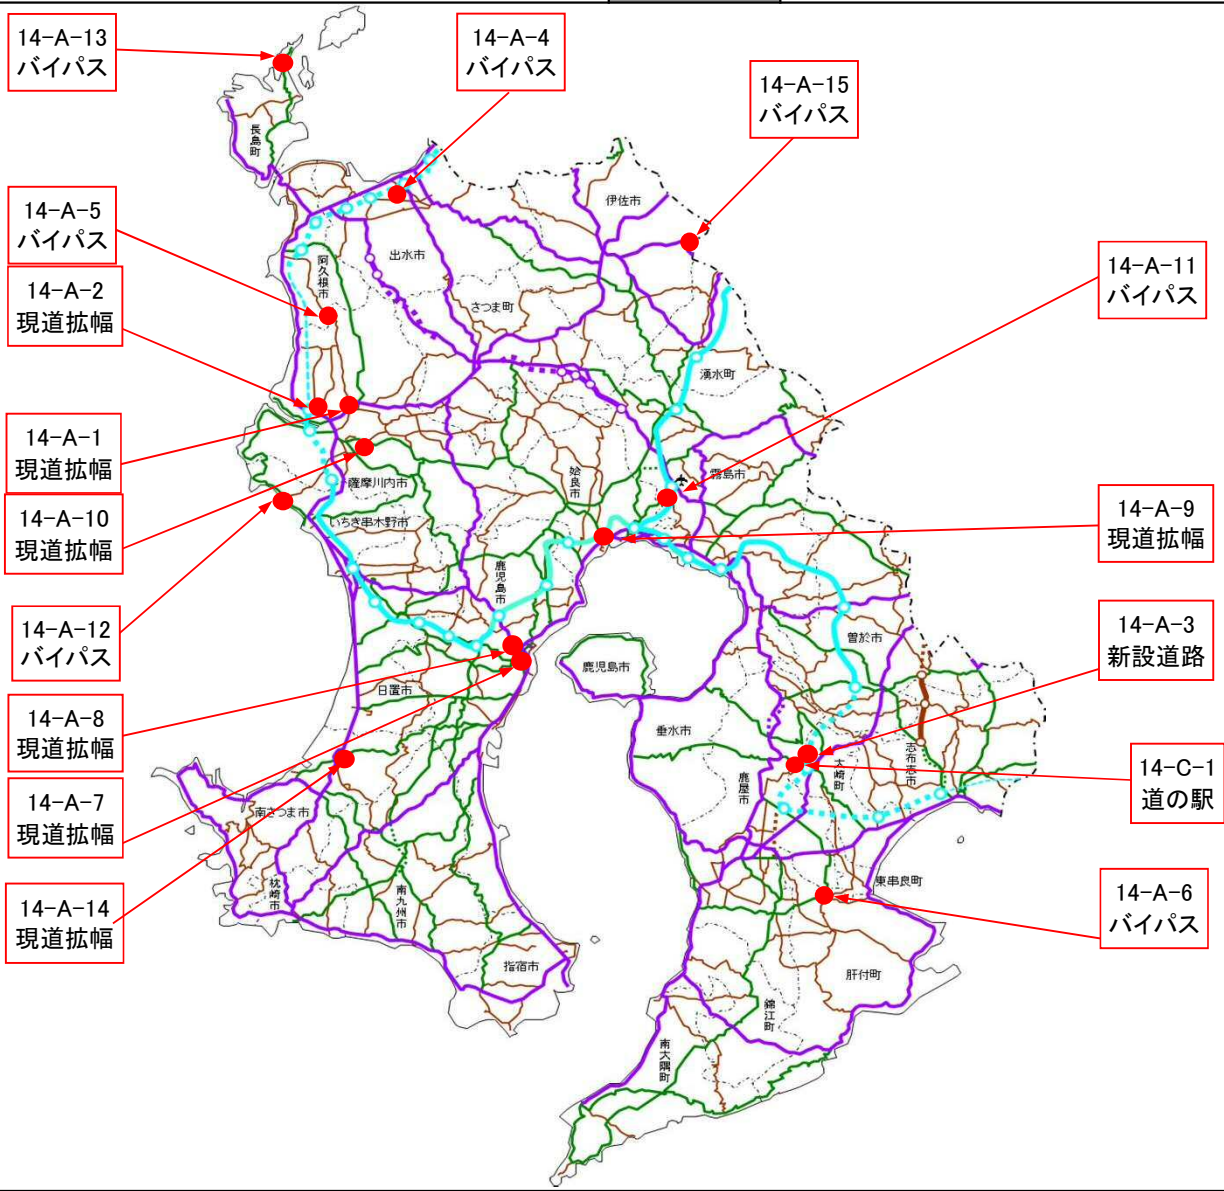 14-A-13
バイパス
14-A-4
バイパス
14-A-15
バイパス
14-A-5
バイパス
14-A-2
現道拡幅
14-A-11
バイパス
14-A-1
現道拡幅
14-A-10
現道拡幅
14-A-9
現道拡幅
14-A-12
バイパス
14-A-3
新設道路
14-A-8
現道拡幅
14-C-1
道の駅
14-A-7
現道拡幅
14-A-14
現道拡幅
14-A-6
バイパス
長島町
出水市
阿久根市
伊佐市
さつま町
湧水町
薩摩川内市
いちき串木野市
姶良市
霧島市
鹿児島市
鹿児島市
日置市
曽於市
垂水市
志布志市
大崎町
鹿屋市
南さつま市
枕崎市
南九州市
指宿市
東串良町
肝付町
錦江町
南大隅町